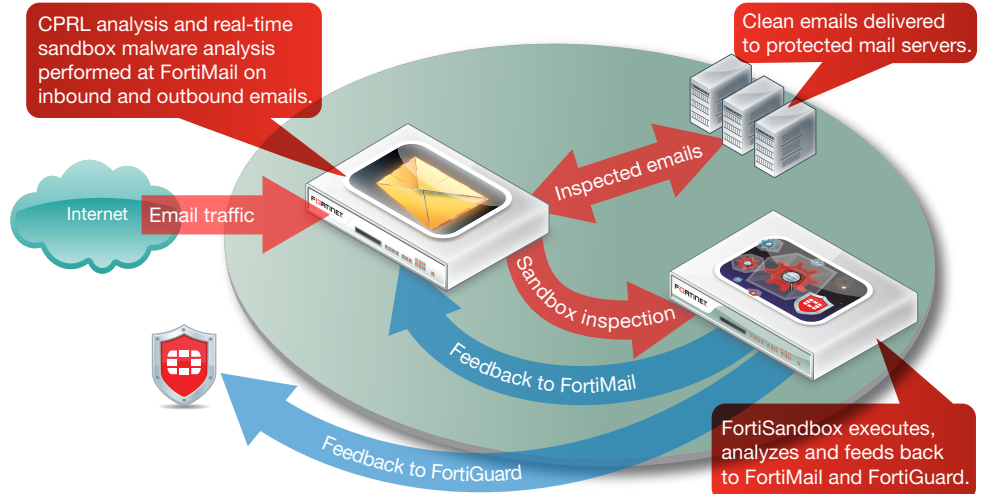 CPRL analysis and real-time
sandbox malware analysis
performed at FortiMail on
inbound and outbound emails.
Clean emails delivered
to protected mail servers.
Inspected emails
Internet
Email traffic
FORTINET
Sandbox inspection
FORTINET
Feedback to FortiMail
Feedback to FortiGuard
FortiSandbox executes,
analyzes and feeds back
to FortiMail and FortiGuard.